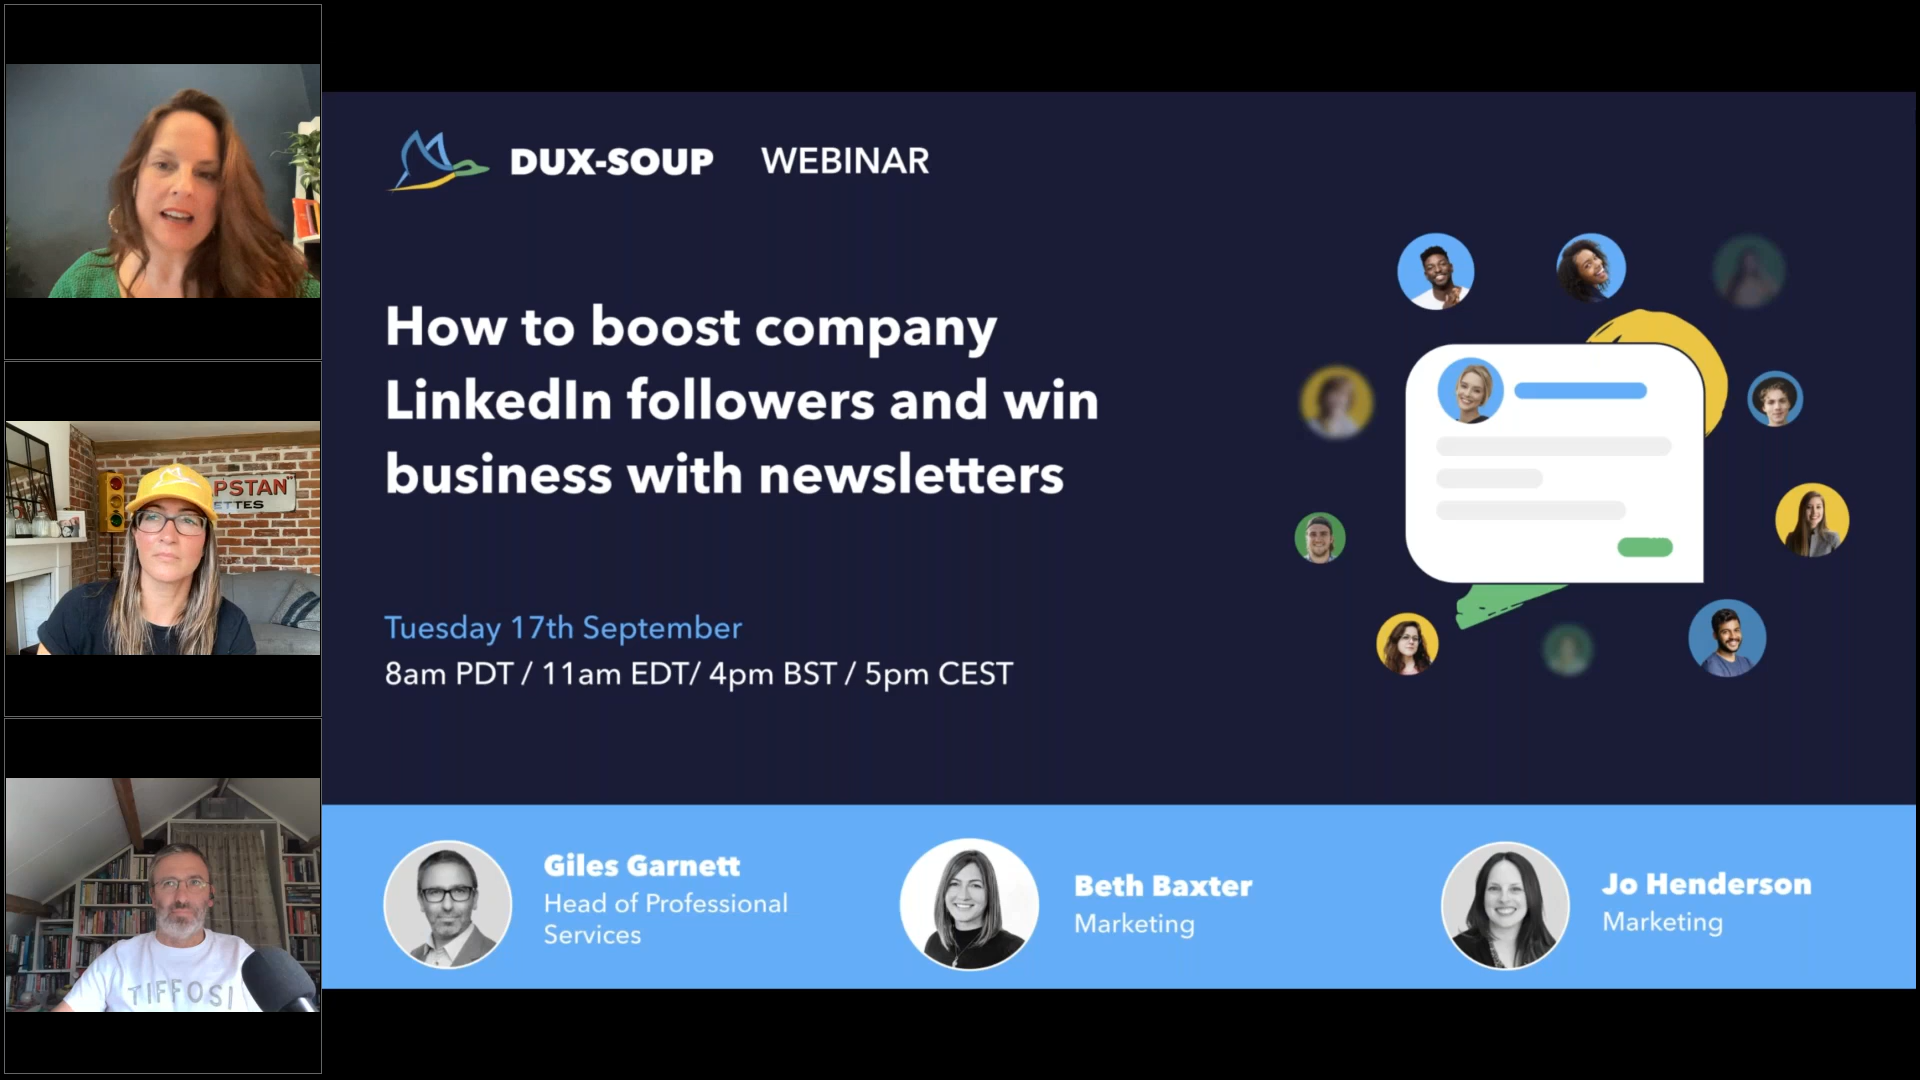 DUX-SOUP WEBINAR
How to boost company
LinkedIn followers and win
business with newsletters
Tuesday 17th September
8am PDT / 11am EDT/ 4pm BST / 5pm CEST
Giles Garnett
Head of Professional
Services
Beth Baxter
Marketing
Jo Henderson
Marketing
APSTAN"
ETTES
TIFFOSI